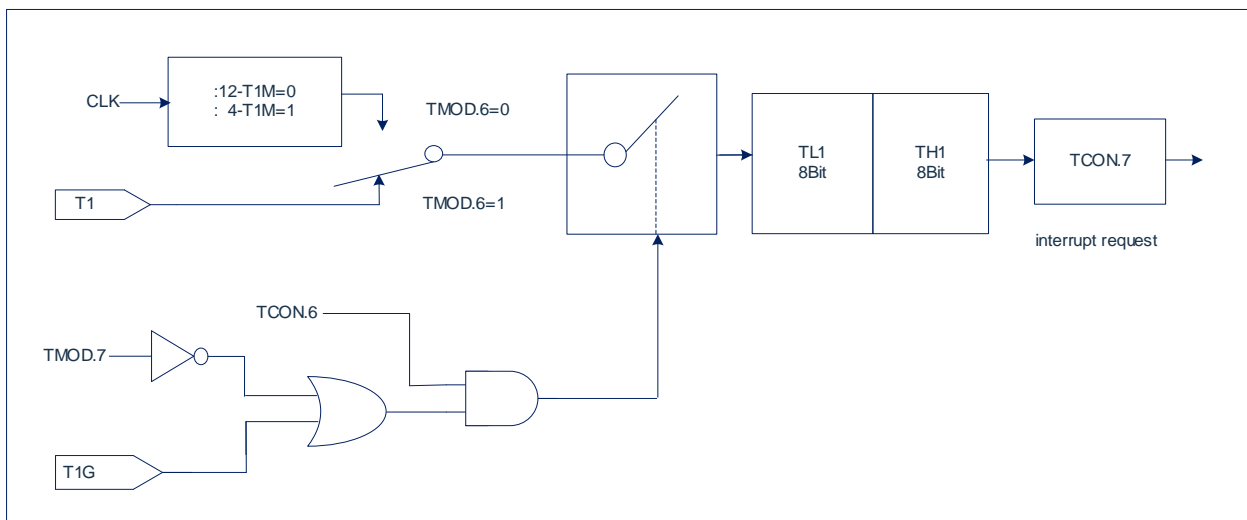 CLK
:12-T1M=0
: 4-T1M=1
TMOD.6=0
T1
TMOD.6=1
TL1
8Bit
TH1
8Bit
TCON.7
interrupt request
TCON.6
TMOD.7
T1G